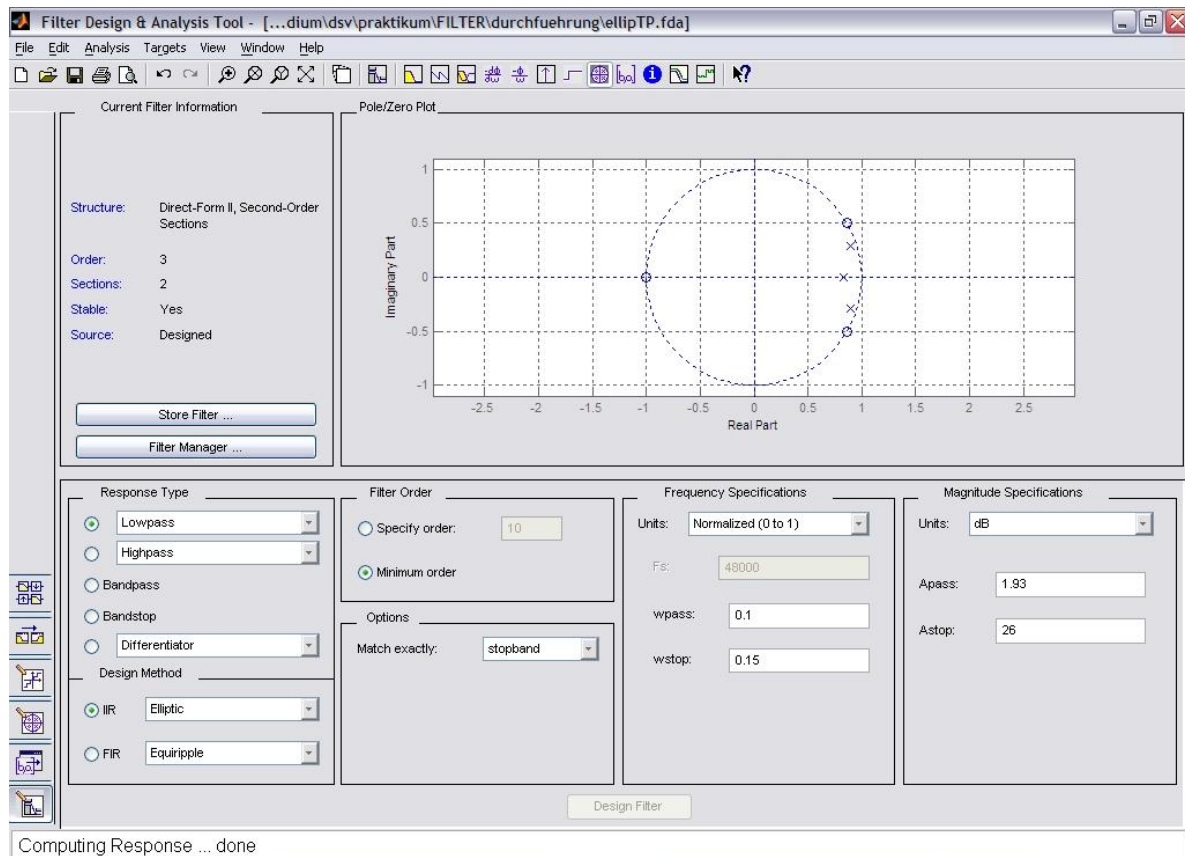 Filter Design & Analysis Tool - [...dium\dsv\praktikum\FILTER\durchfuehrung\ellipTP.fda]
File Edit Analysis Targets View Window Help
Current Filter Information
Structure: Direct-Form II, Second-Order
Sections
Order: 3
Sections: 2
Stable: Yes
Source: Designed
Store Filter ...
Filter Manager ...
Pole/Zero Plot
Imaginary Part
1
0.5
0
-0.5
-1
-2.5 -2 -1.5 -1 -0.5 0 0.5 1 1.5 2 2.5
Real Part
Response Type
Lowpass
Highpass
Bandpass
Bandstop
Differentiator
Design Method
IIR Elliptic
FIR Equiripple
Filter Order
Specify order: 10
Minimum order
Options
Match exactly: stopband
Frequency Specifications
Units: Normalized (0 to 1)
Fs: 48000
wpass: 0.1
wstop: 0.15
Magnitude Specifications
Units: dB
Apass: 1.93
Astop: 26
Design Filter
Computing Response ... done